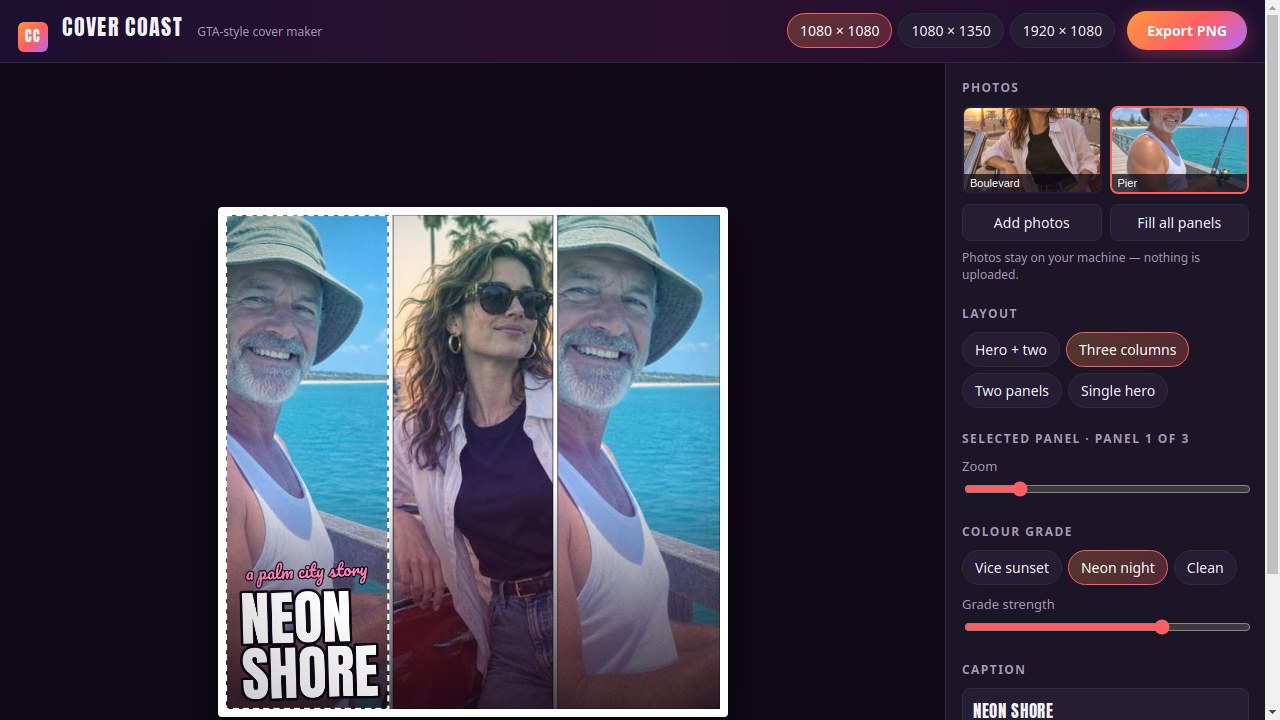 CC
COVER COAST
GTA-style cover maker
1080 × 1080
1080 × 1350
1920 × 1080
Export PNG
PHOTOS
Boulevard
Pier
Add photos
Fill all panels
Photos stay on your machine — nothing is
uploaded.
LAYOUT
Hero + two
Three columns
Two panels
Single hero
SELECTED PANEL · PANEL 1 OF 3
Zoom
COLOUR GRADE
Vice sunset
Neon night
Clean
Grade strength
CAPTION
NEON SHORE
a palm city story
NEON
SHORE